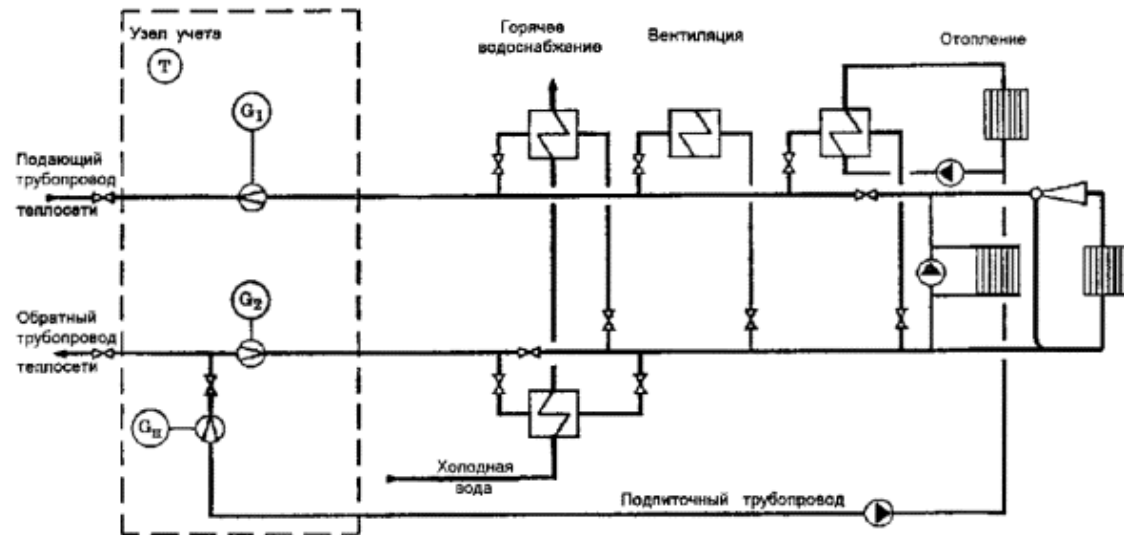 Узел учета
T
G1
Горячее
водоснабжение
Вентиляция
Отопление
Подающий
трубопровод
теплосети
G2
Обратный
трубопровод
теплосети
Gп
Холодная
вода
Подпиточный трубопровод